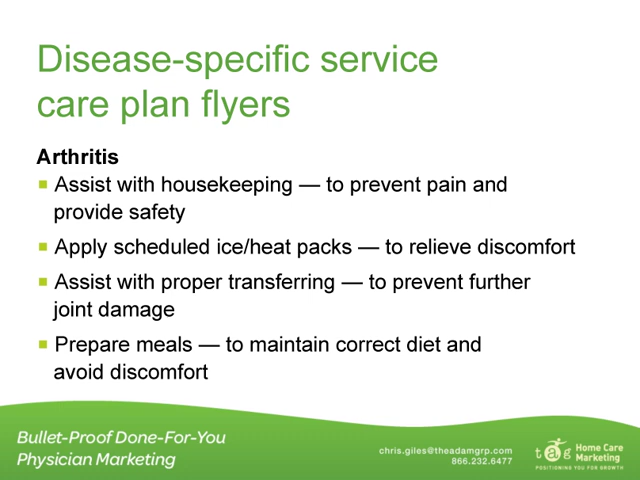 Disease-specific service
care plan flyers
Arthritis
Assist with housekeeping — to prevent pain and
provide safety
Apply scheduled ice/heat packs — to relieve discomfort
Assist with proper transferring — to prevent further
joint damage
Prepare meals — to maintain correct diet and
avoid discomfort
Bullet-Proof Done-For-You
Physician Marketing
chris.giles@theadamgrp.com
866.232.6477
tag Home Care
Marketing
POSITIONING YOU FOR GROWTH